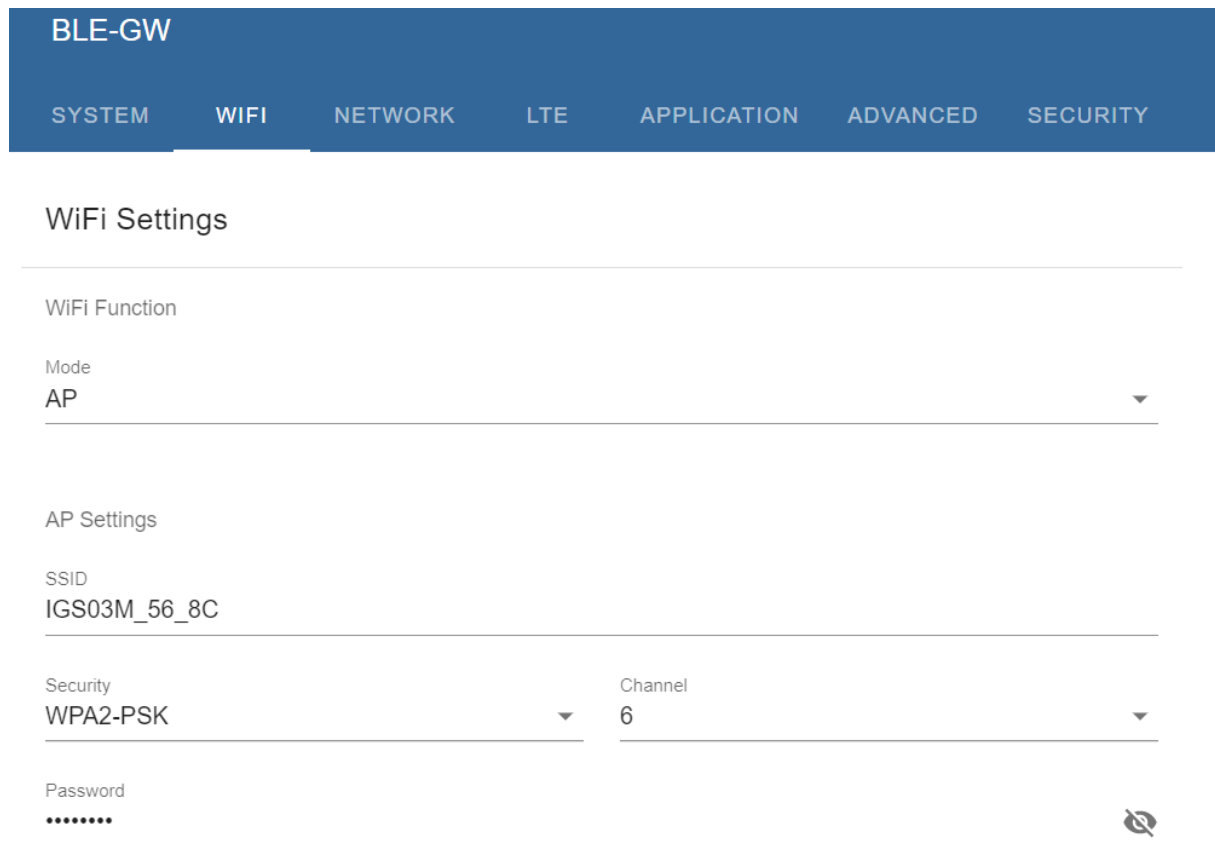 BLE-GW
SYSTEM WIFI NETWORK LTE APPLICATION ADVANCED SECURITY
WiFi Settings
WiFi Function
Mode
AP
AP Settings
SSID
IGS03M_56_8C
Security Channel
WPA2-PSK 6
Password
••••••••